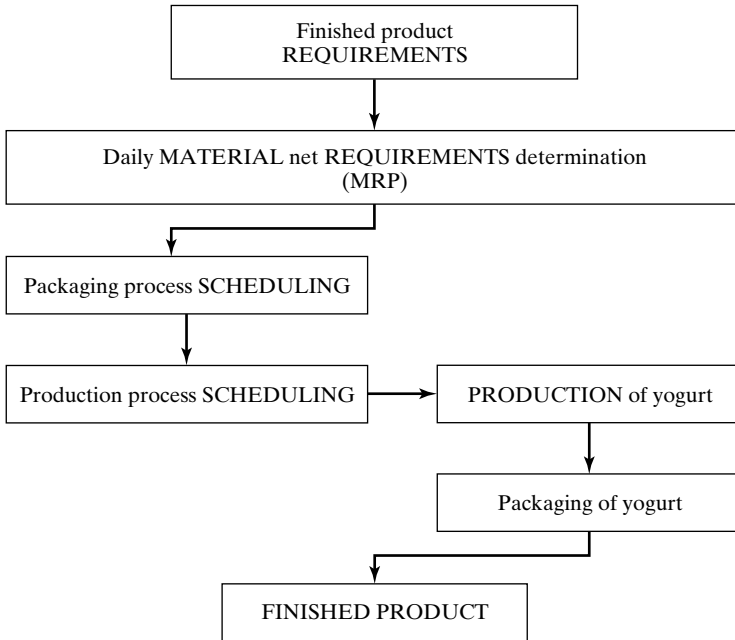 Finished product
REQUIREMENTS
Daily MATERIAL net REQUIREMENTS determination
(MRP)
Packaging process SCHEDULING
Production process SCHEDULING
PRODUCTION of yogurt
Packaging of yogurt
FINISHED PRODUCT